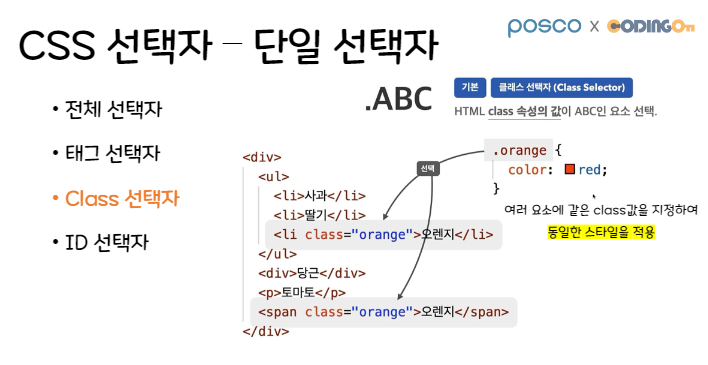 CSS 선택자 – 단일 선택자
posco x CODINGOn
• 전체 선택자
• 태그 선택자
• Class 선택자
• ID 선택자
.ABC
기본
클래스 선택자 (Class Selector)
HTML class 속성의 값이 ABC인 요소 선택.
<div>
<ul>
<li>사과</li>
<li>딸기</li>
<li class="orange">오렌지</li>
</ul>
<div>당근</div>
<p>토마토</p>
<span class="orange">오렌지</span>
</div>
선택
.orange {
color: red;
}
여러 요소에 같은 class값을 지정하여
동일한 스타일을 적용